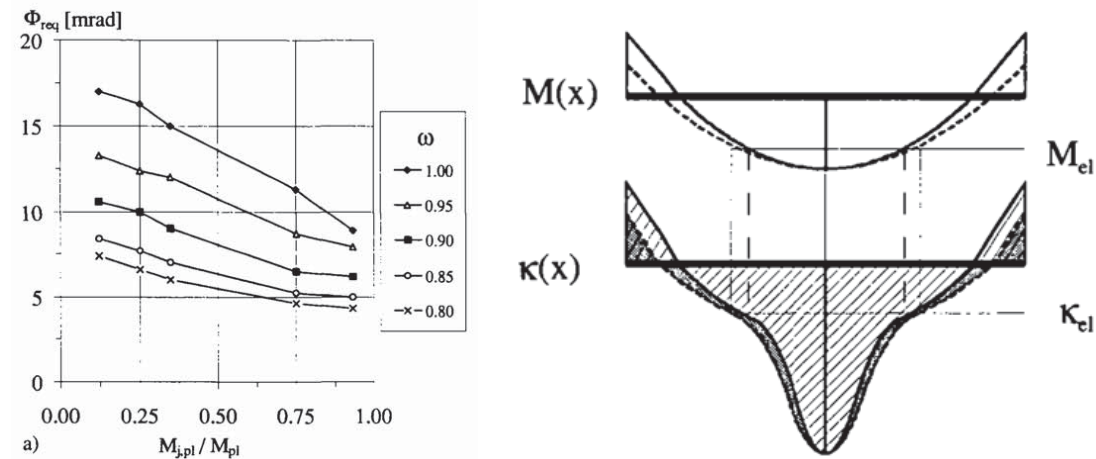 Φreq [mrad]
20
15
10
5
0
0.00 0.25 0.50 0.75 1.00
Mj,pl / Mpl
a)
ω
1.00
0.95
0.90
0.85
0.80
M(x)
Mel
κ(x)
κel